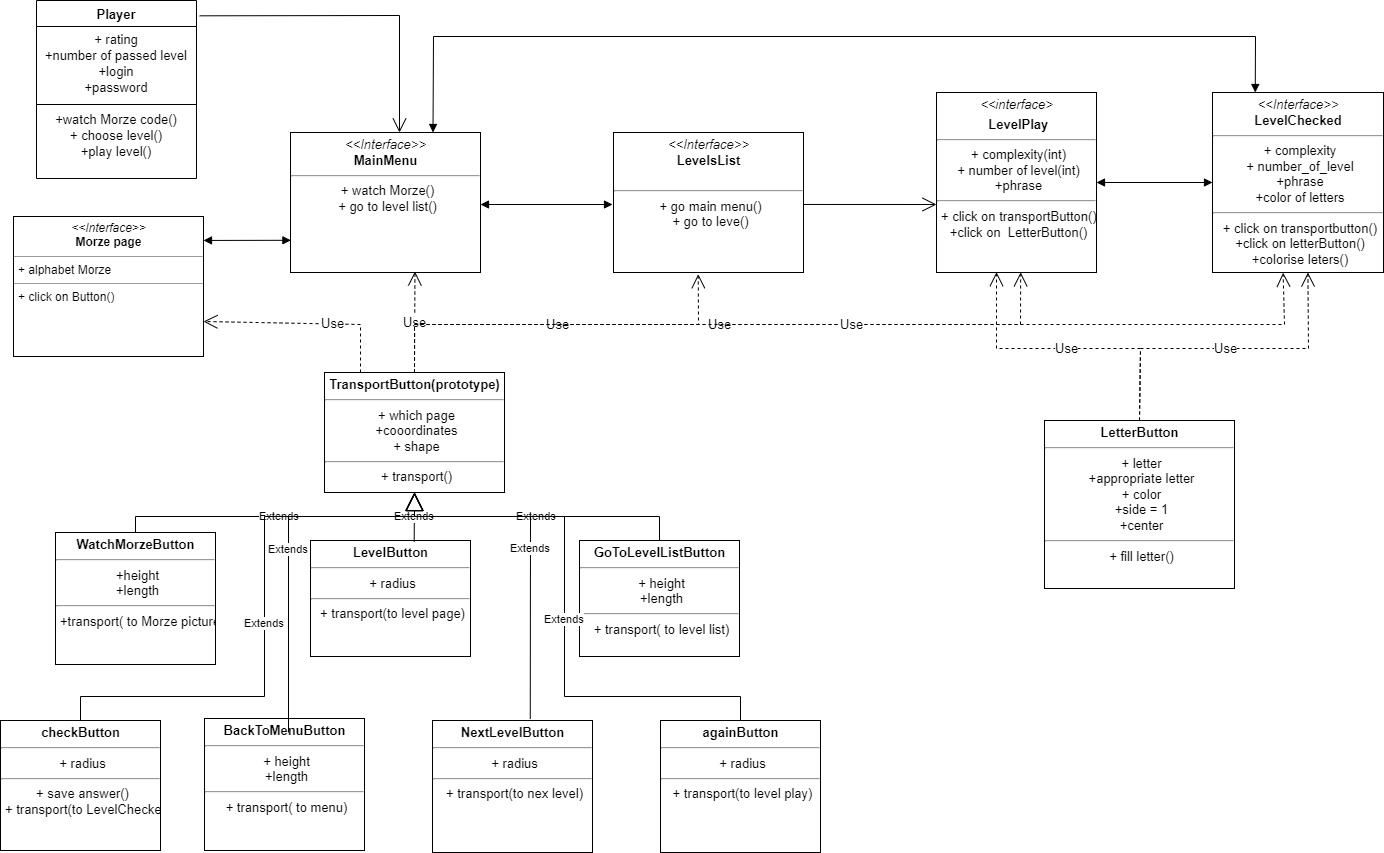 Player
+ rating
+number of passed level
+login
+password
+watch Morze code()
+ choose level()
+play level()
<<Interface>>
MainMenu
+ watch Morze()
+ go to level list()
<<Interface>>
LevelsList
+ go main menu()
+ go to leve()
<<interface>
LevelPlay
+ complexity(int)
+ number of level(int)
+phrase
+ click on transportButton()
+click on LetterButton()
<<Interface>>
LevelChecked
+ complexity
+ number_of_level
+phrase
+color of letters
+ click on transportbutton()
+click on letterButton()
+colorise leters()
<<Interface>>
Morze page
+ alphabet Morze
+ click on Button()
Use
Use
Use
Use
Use
Use
Use
TransportButton(prototype)
+ which page
+cooordinates
+ shape
+ transport()
LetterButton
+ letter
+appropriate letter
+ color
+side = 1
+center
+ fill letter()
Extends
Extends
Extends
Extends
Extends
Extends
Extends
WatchMorzeButton
+height
+length
+transport( to Morze picture
LevelButton
+ radius
+ transport(to level page)
GoToLevelListButton
+ height
+length
+ transport( to level list)
checkButton
+ radius
+ save answer()
+ transport(to LevelChecke
BackToMenuButton
+ height
+length
+ transport( to menu)
NextLevelButton
+ radius
+ transport(to nex level)
againButton
+ radius
+ transport(to level play)